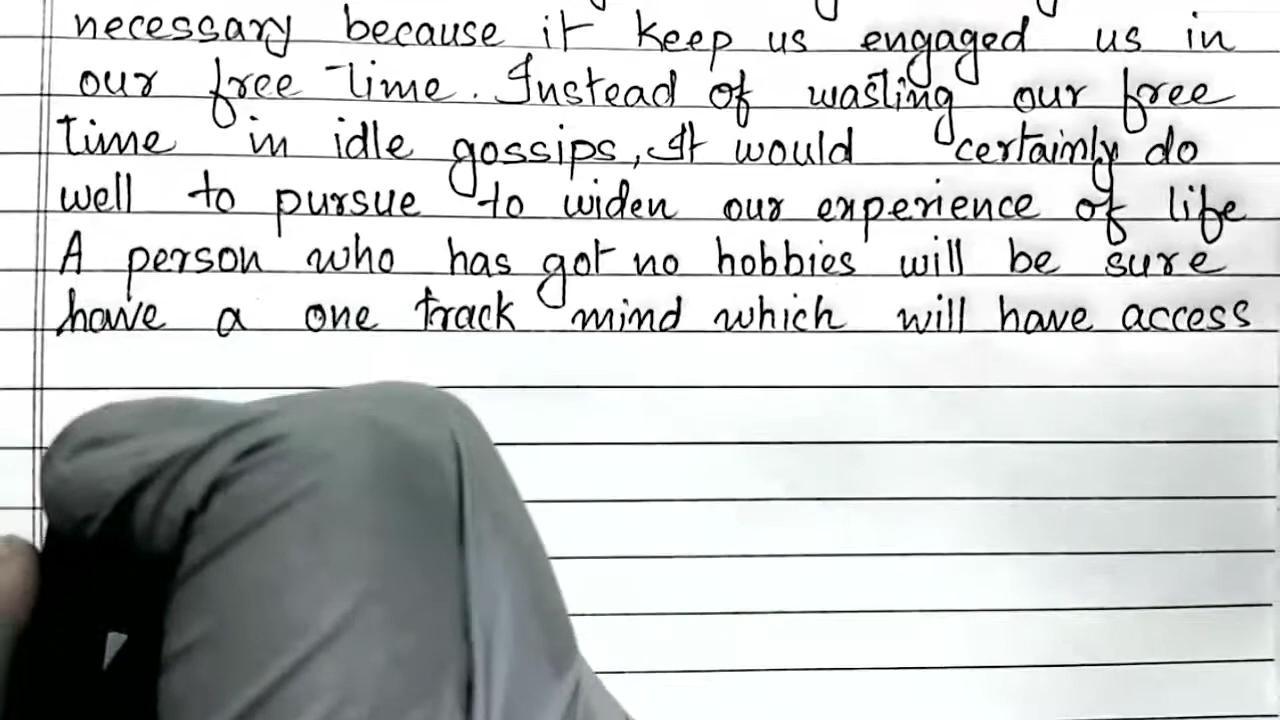 necessary because it keep us engaged us in
our free time. Instead of wasting our free
time in idle gossips, It would certainly do
well to pursue to widen our experience of life
A person who has got no hobbies will be sure
have a one track mind which will have access